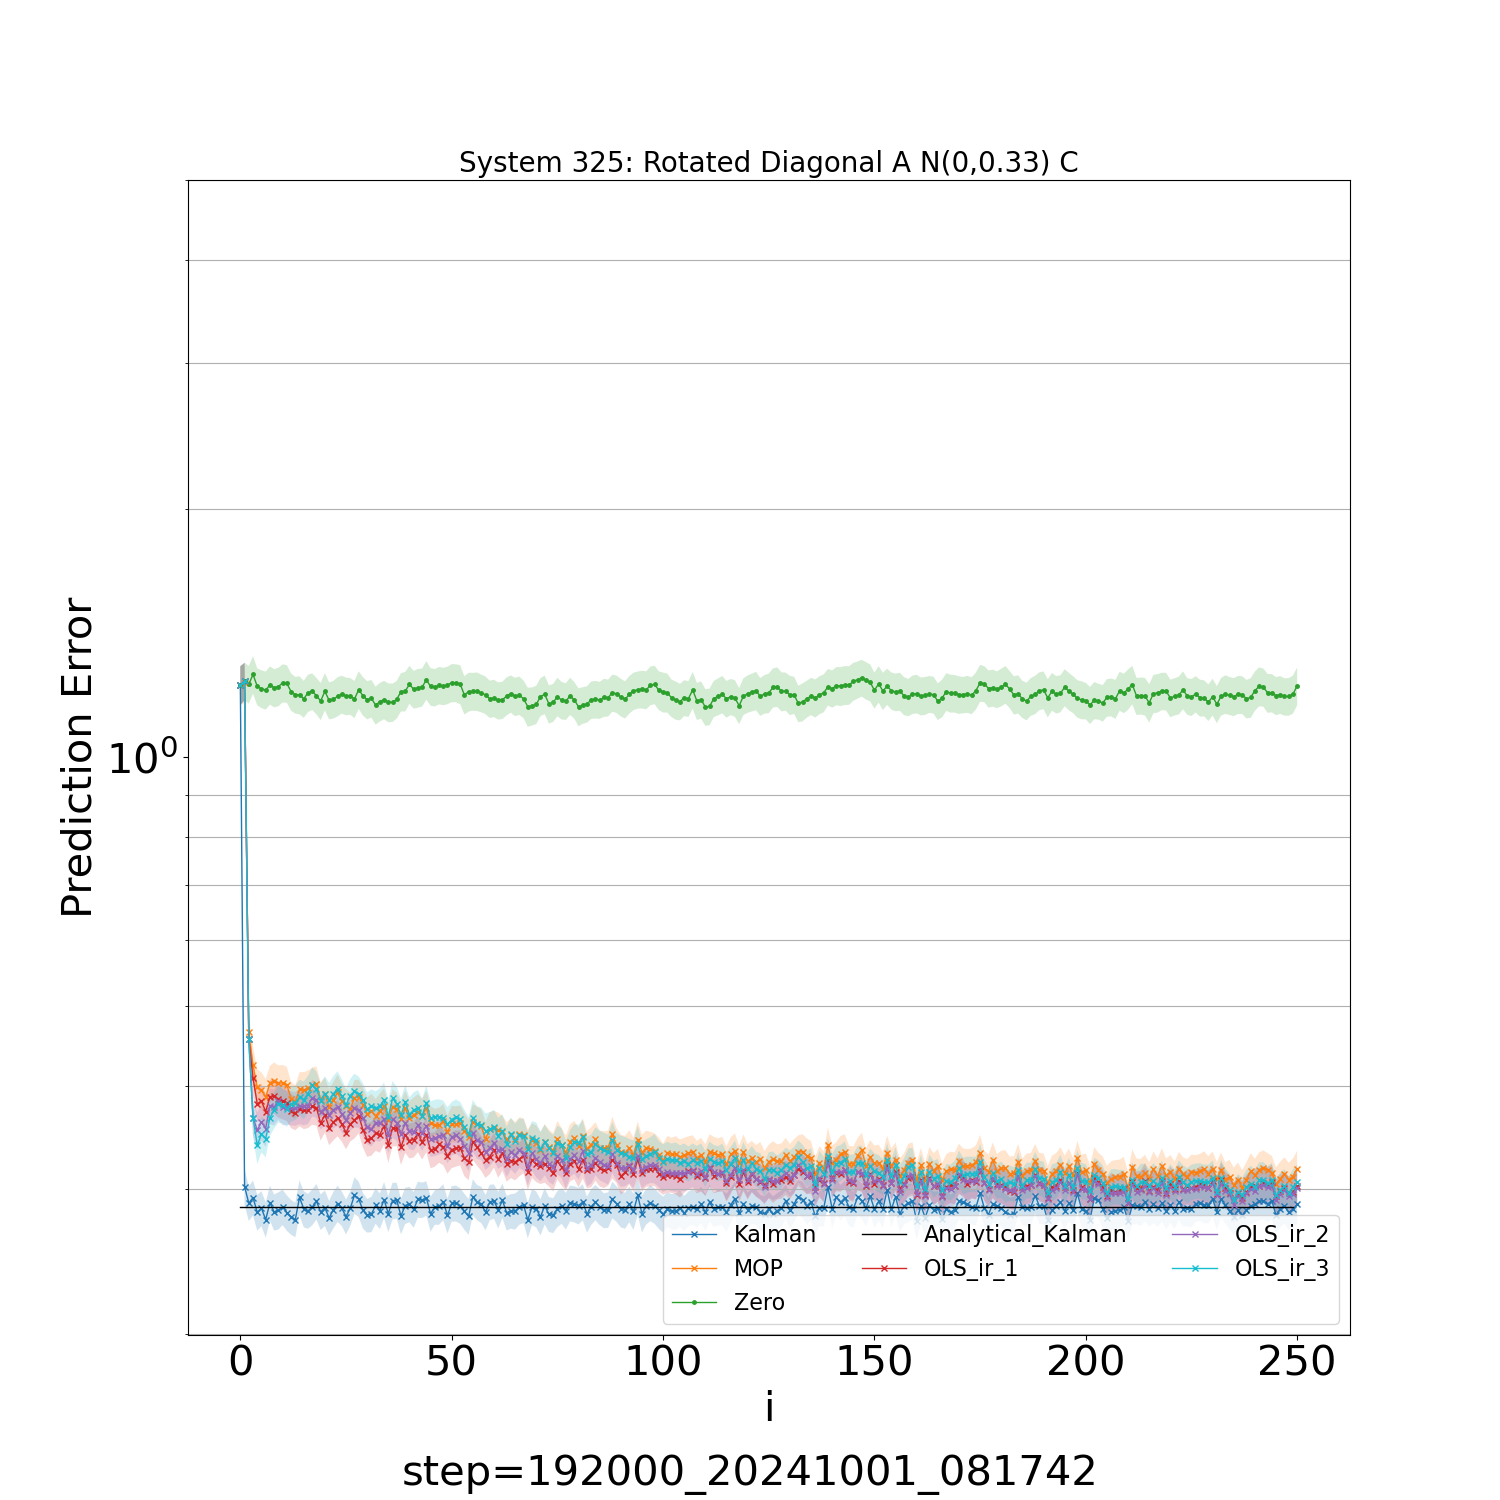 System 325: Rotated Diagonal A N(0,0.33) C
Prediction Error
10⁰
0 50 100 150 200 250
i
Kalman
MOP
Zero
Analytical_Kalman
OLS_ir_1
OLS_ir_2
OLS_ir_3
step=192000_20241001_081742